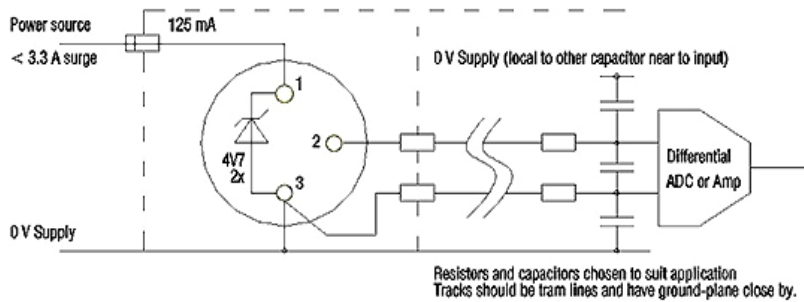 Power source
125 mA
< 3.3 A surge
0 V Supply (local to other capacitor near to input)
1
2
4V7
2x
3
Differential
ADC or Amp
0 V Supply
Resistors and capacitors chosen to suit application
Tracks should be tram lines and have ground-plane close by.